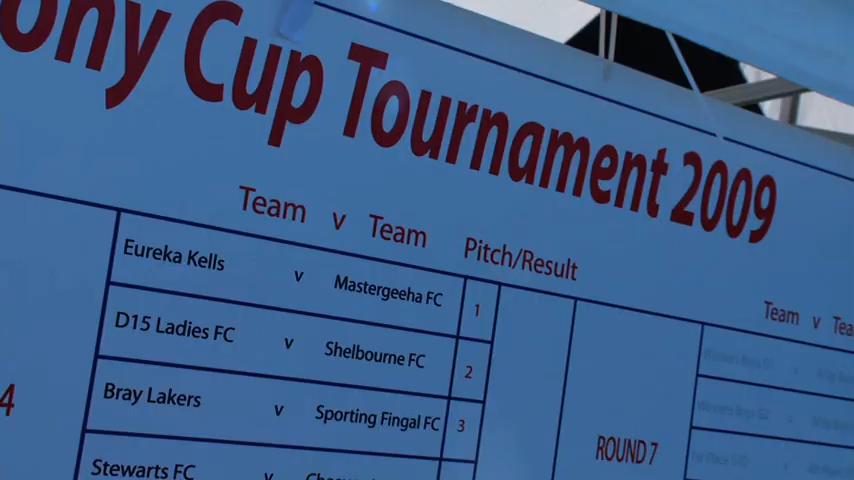 ony Cup Tournament 2009
Team v Team Pitch/Result
Eureka Kells v Mastergeeha FC 1
D15 Ladies FC v Shelbourne FC 2
Bray Lakers v Sporting Fingal FC 3
Stewarts FC v
4
Team v Tea
ROUND 7